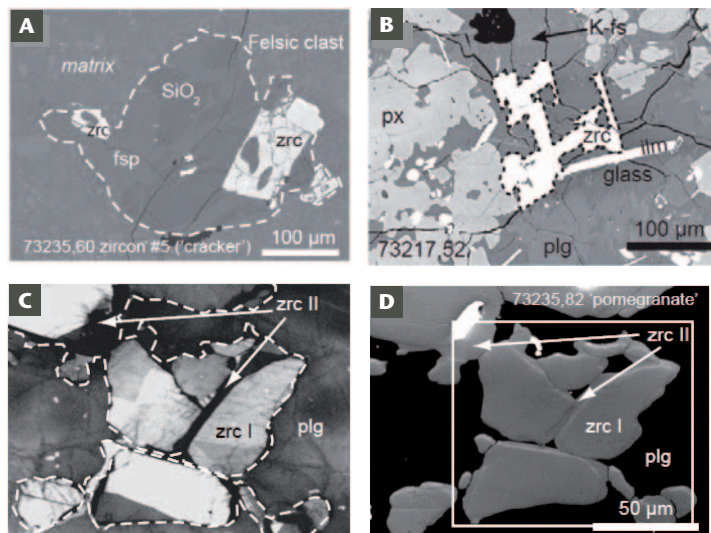 A
Felsic clast
matrix
SiO2
zrc
zrc
fsp
73235,60 zircon #5 ('cracker')
100 µm
B
K-fs
px
zrc
ilm
glass
plg
73217,52
100 µm
C
zrc II
zrc I
plg
D
73235,82 'pomegranate'
zrc II
zrc I
plg
50 µm